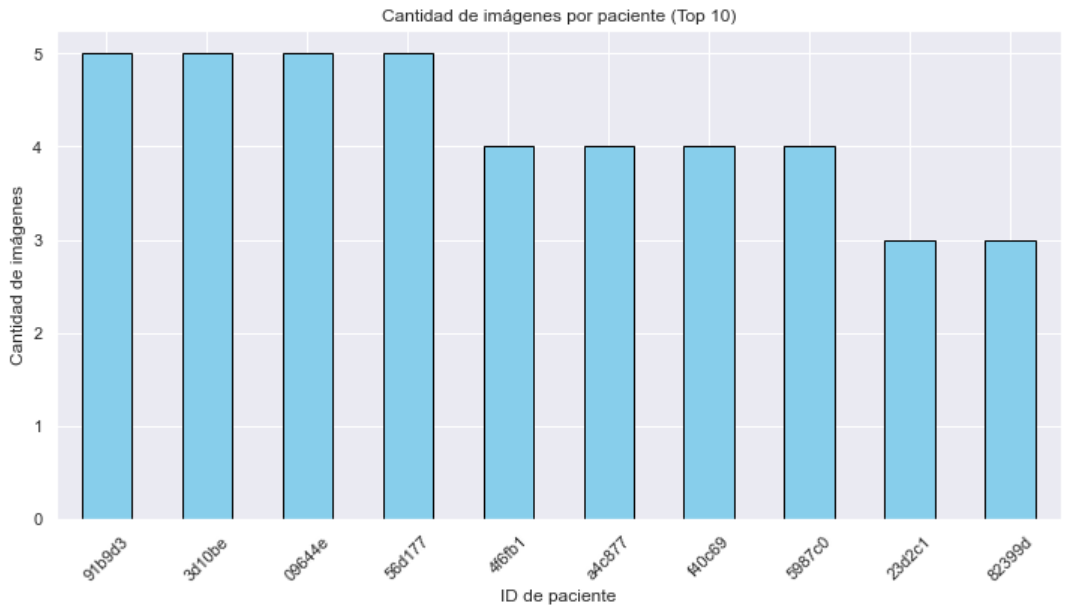 Cantidad de imágenes por paciente (Top 10)
Cantidad de imágenes
5
4
3
2
1
0
91b9d3
3d10be
09644e
56d177
4f6fb1
a4c877
f40c69
5987c0
23d2c1
82399d
ID de paciente